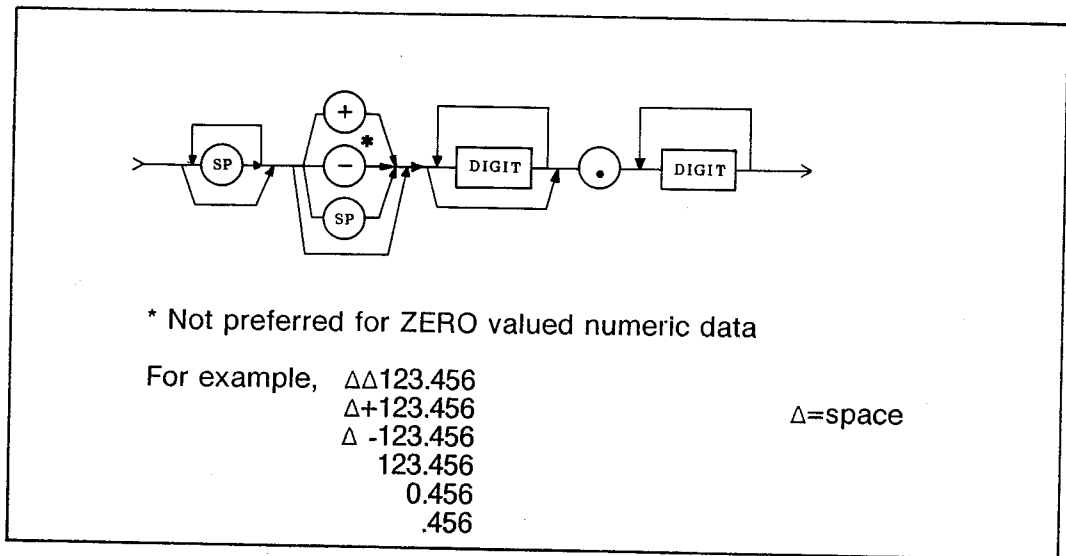 +
*
SP
−
DIGIT
.
DIGIT
SP
* Not preferred for ZERO valued numeric data
For example, ΔΔ123.456
Δ+123.456
Δ=space
Δ -123.456
123.456
0.456
.456